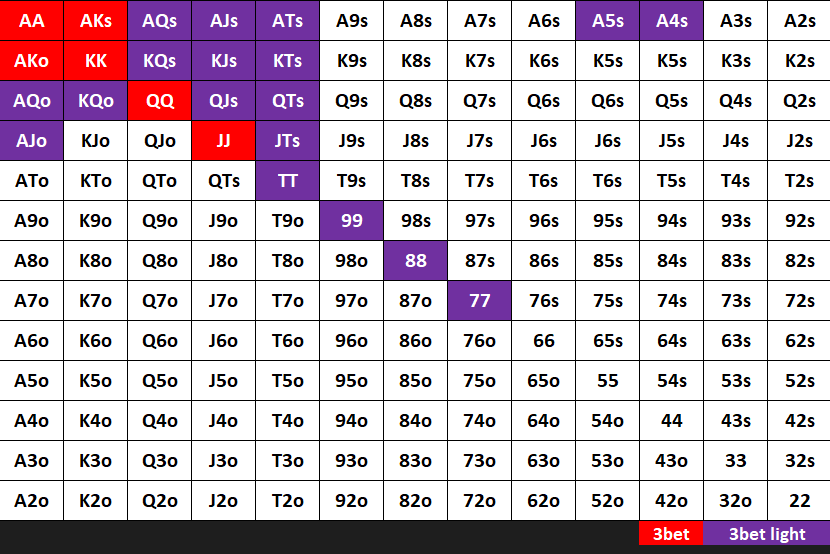 AA AKs AQs AJs ATs A9s A8s A7s A6s A5s A4s A3s A2s
AKo KK KQs KJs KTs K9s K8s K7s K6s K5s K5s K3s K2s
AQo KQo QQ QJs QTs Q9s Q8s Q7s Q6s Q6s Q5s Q4s Q2s
AJo KJo QJo JJ JTs J9s J8s J7s J6s J6s J5s J4s J2s
ATo KTo QTo QTs TT T9s T8s T7s T6s T6s T5s T4s T2s
A9o K9o Q9o J9o T9o 99 98s 97s 96s 95s 94s 93s 92s
A8o K8o Q8o J8o T8o 98o 88 87s 86s 85s 84s 83s 82s
A7o K7o Q7o J7o T7o 97o 87o 77 76s 75s 74s 73s 72s
A6o K6o Q6o J6o T6o 96o 86o 76o 66 65s 64s 63s 62s
A5o K5o Q5o J5o T5o 95o 85o 75o 65o 55 54s 53s 52s
A4o K4o Q4o J4o T4o 94o 84o 74o 64o 54o 44 43s 42s
A3o K3o Q3o J3o T3o 93o 83o 73o 63o 53o 43o 33 32s
A2o K2o Q2o J2o T2o 92o 82o 72o 62o 52o 42o 32o 22
3bet 3bet light